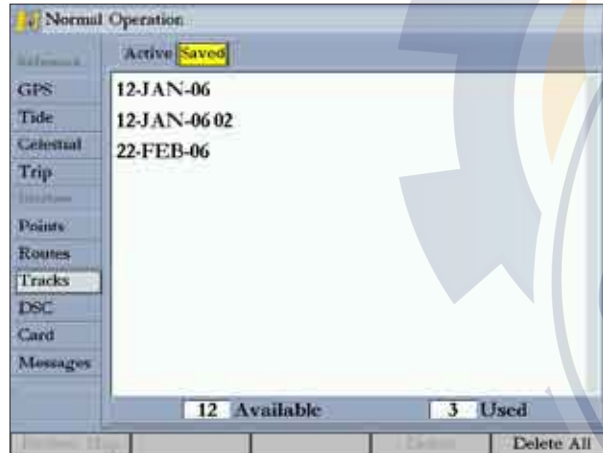 Normal Operation
Active Saved
GPS
Tide
Celestial
Trip
Points
Routes
Tracks
DSC
Card
Messages
12-JAN-06
12-JAN-06 02
22-FEB-06
12 Available 3 Used
Delete All